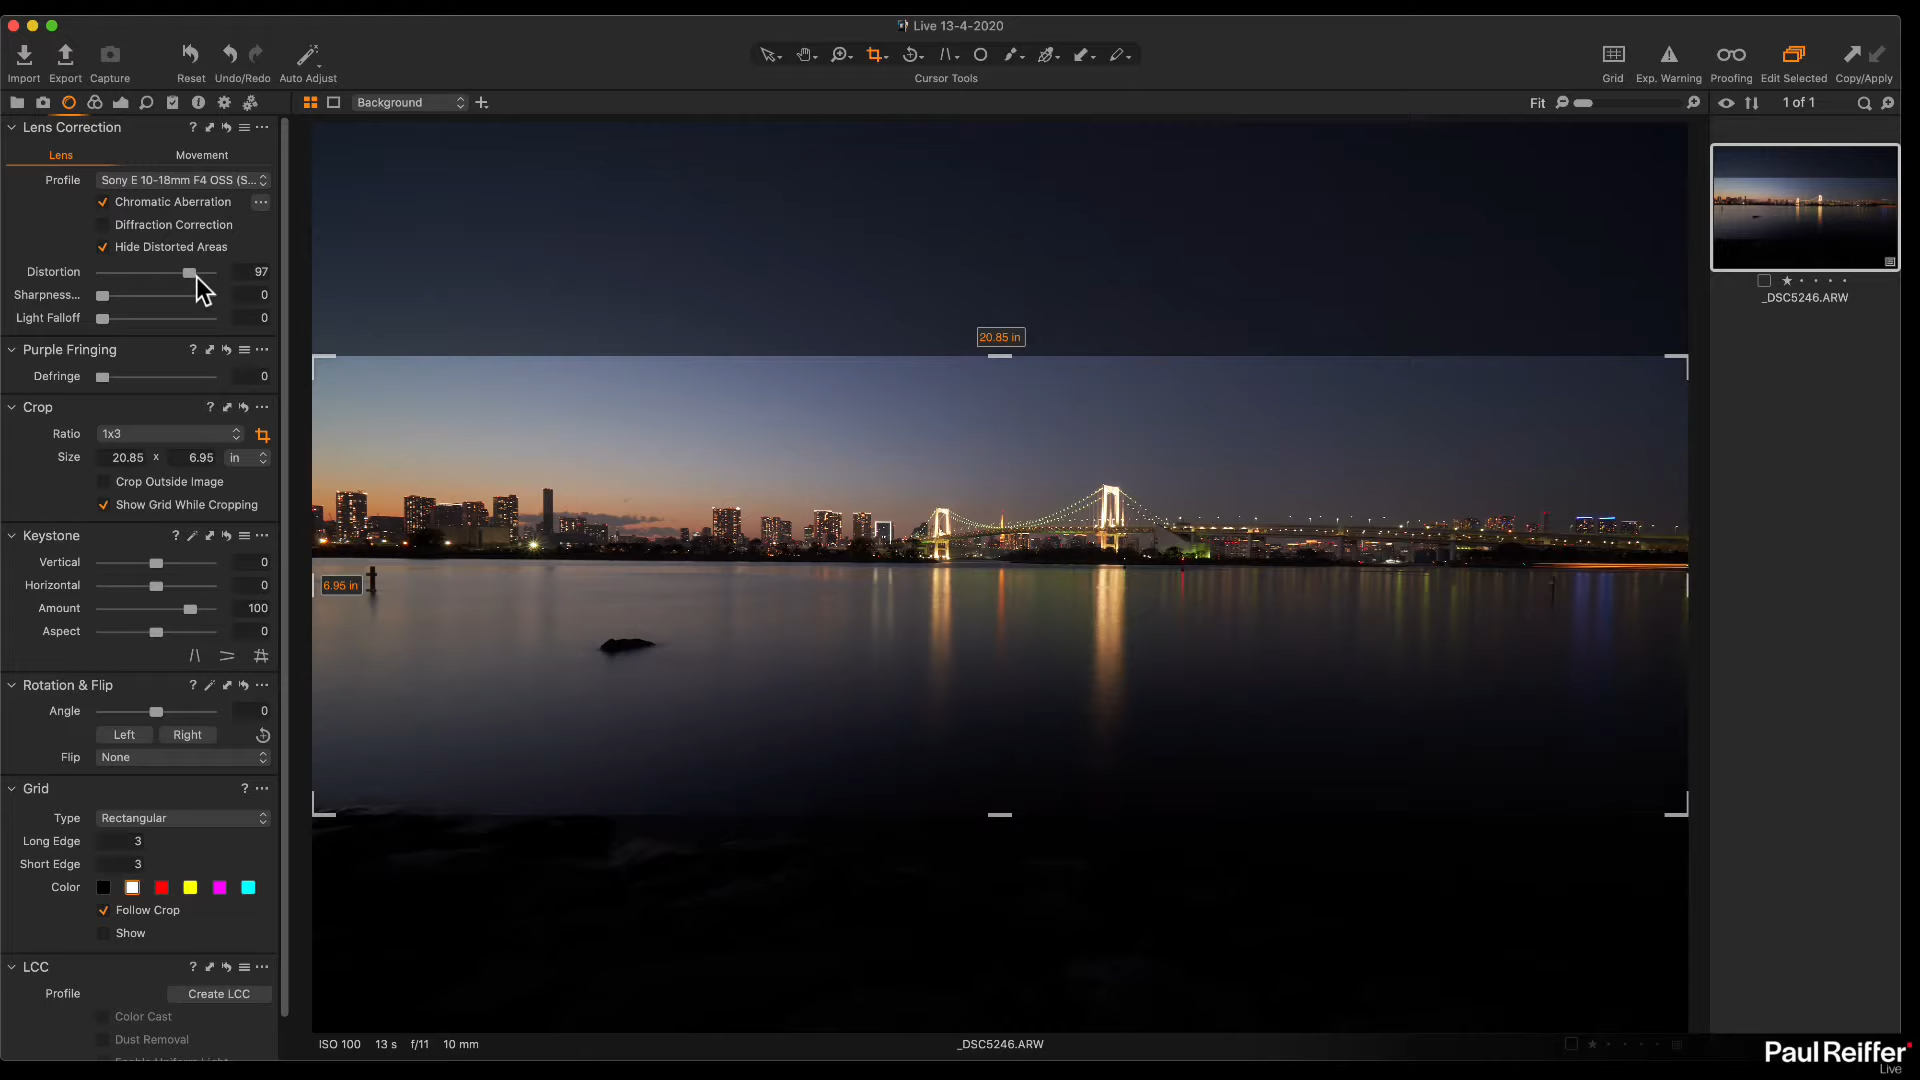 Live 13-4-2020
Import Export Capture Reset Undo/Redo Auto Adjust Cursor Tools Grid Exp. Warning Proofing Edit Selected Copy/Apply
Background Fit 1 of 1
Lens Correction ? ...
Lens Movement
Profile Sony E 10-18mm F4 OSS (S...
Chromatic Aberration ...
Diffraction Correction
Hide Distorted Areas
Distortion 97
Sharpness... 0
Light Falloff 0
Purple Fringing ? ...
Defringe 0
Crop ? ...
Ratio 1x3
Size 20.85 x 6.95 in
Crop Outside Image
Show Grid While Cropping
Keystone ? ...
Vertical 0
Horizontal 0
Amount 100
Aspect 0
Rotation & Flip ? ...
Angle 0
Left Right
Flip None
Grid ? ...
Type Rectangular
Long Edge 3
Short Edge 3
Color
Follow Crop
Show
LCC ? ...
Profile Create LCC
Color Cast
Dust Removal
20.85 in
6.95 in
ISO 100 13 s f/11 10 mm
_DSC5246.ARW
_DSC5246.ARW
Paul Reiffer
Live